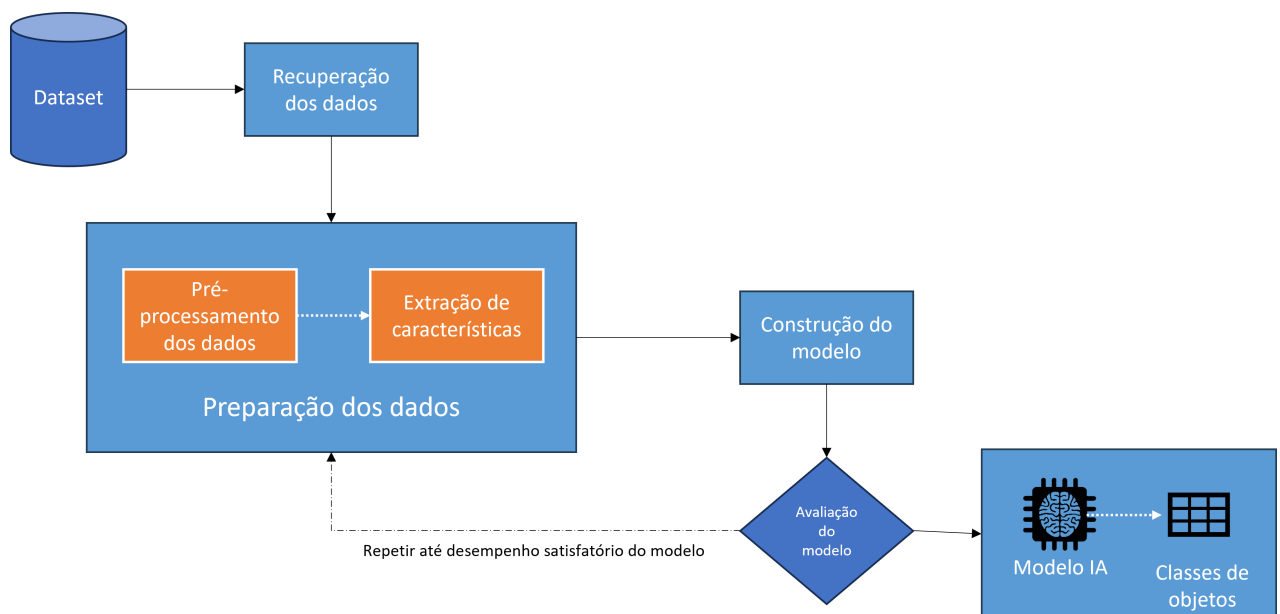 Dataset
Recuperação
dos dados
Pré-
processamento
dos dados
Extração de
características
Preparação dos dados
Construção do
modelo
Avaliação
do
modelo
Repetir até desempenho satisfatório do modelo
Modelo IA
Classes de
objetos